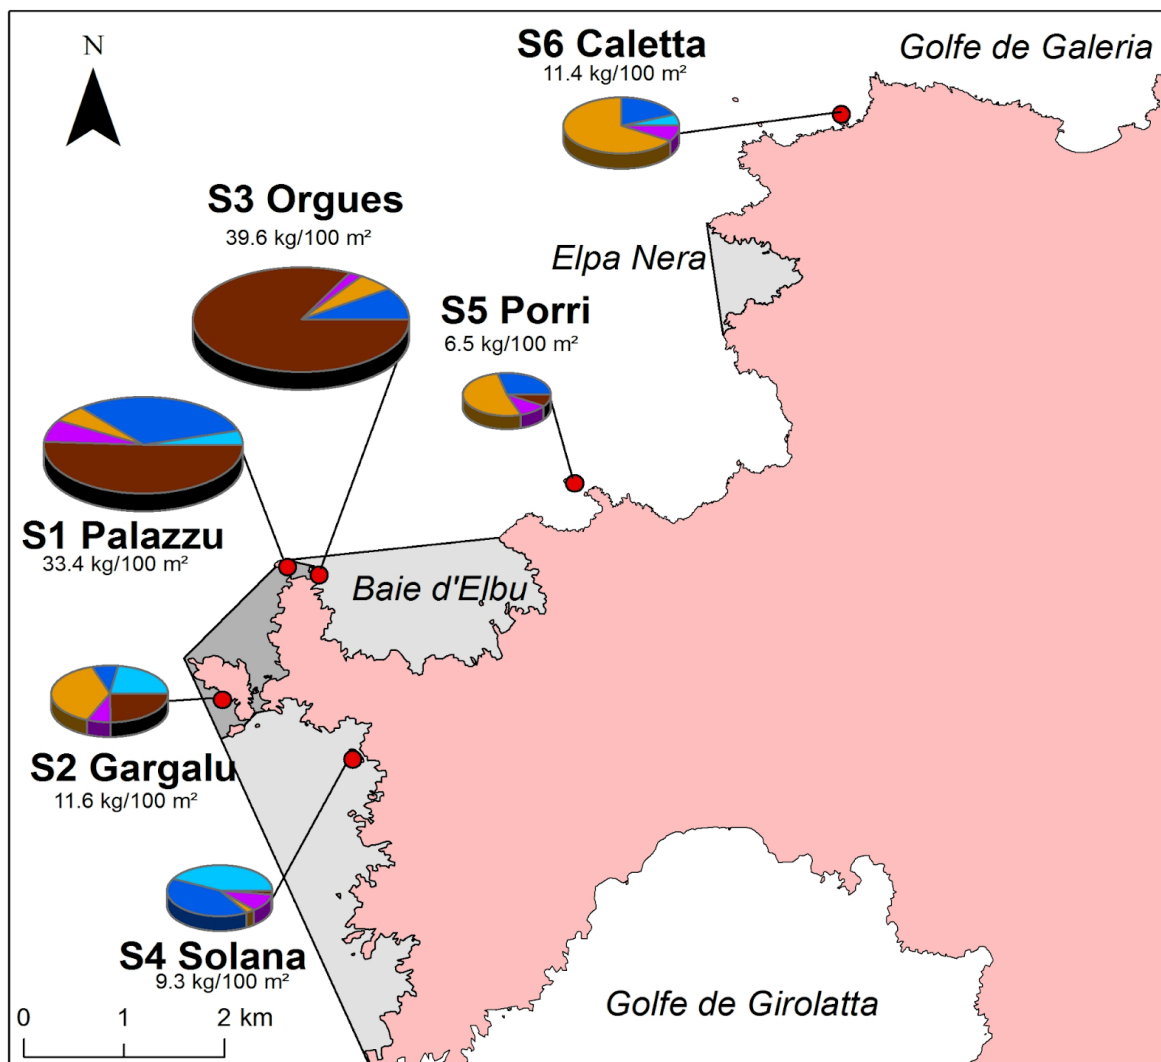 S6 Caletta
11.4 kg/100 m²
Golfe de Galeria
N
S3 Orgues
39.6 kg/100 m²
Elpa Nera
S5 Porri
6.5 kg/100 m²
S1 Palazzu
33.4 kg/100 m²
Baie d'Elbu
S2 Gargalu
11.6 kg/100 m²
S4 Solana
9.3 kg/100 m²
Golfe de Girolatta
0 1 2 km